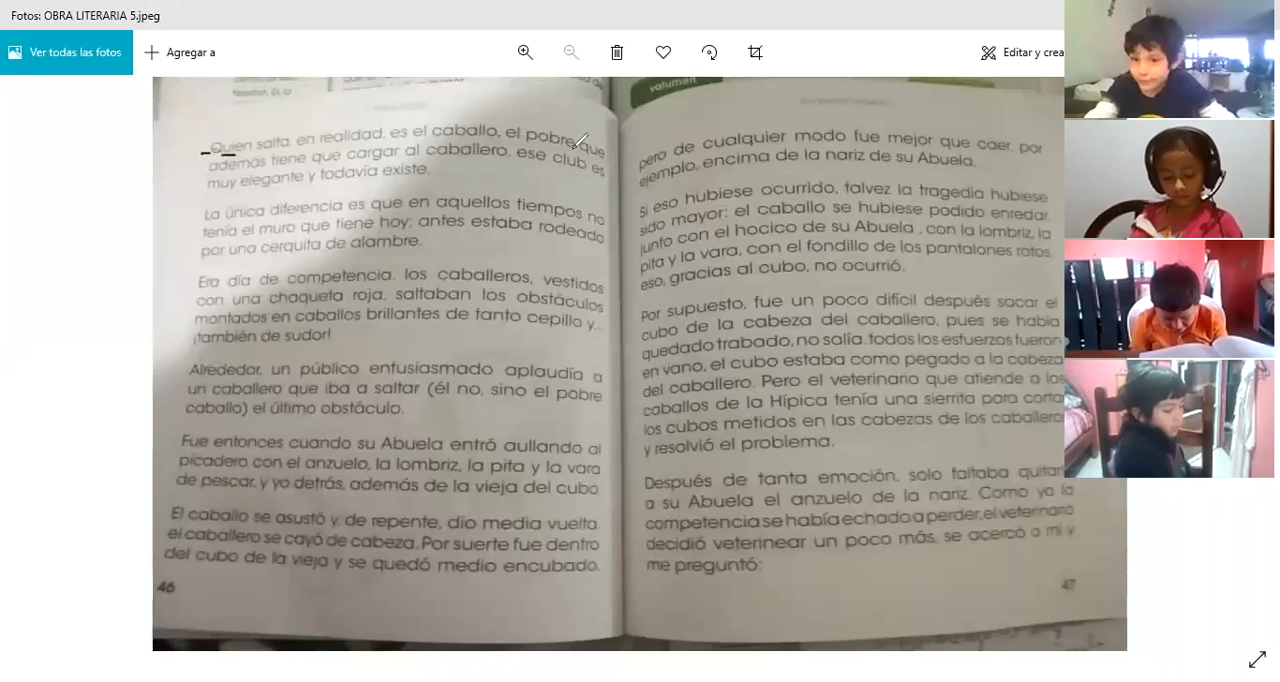 Fotos: OBRA LITERARIA 5.jpeg
Ver todas las fotos
Agregar a
Editar y crea
volumen
Quien salta, en realidad, es el caballo, el pobre que
además tiene que cargar al caballero, ese club es
muy elegante y todavía existe.
La única diferencia es que en aquellos tiempos no
tenía el muro que tiene hoy; antes estaba rodeada
por una cerquita de alambre.
Era día de competencia, los caballeros, vestidos
con una chaqueta roja, saltaban los obstáculos
montados en caballos brillantes de tanto cepillo y...
¡también de sudor!
Alrededor, un público entusiasmado aplaudía a
un caballero que iba a saltar (él no, sino el pobre
caballo) el último obstáculo.
Fue entonces cuando su Abuela entró aullando al
picadero con el anzuelo, la lombriz, la pita y la vara
de pescar, y yo detrás, además de la vieja del cubo
El caballo se asustó y, de repente, dio media vuelta,
el caballero se cayó de cabeza. Por suerte fue dentro
del cubo de la vieja y se quedó medio encubado,
46
pero de cualquier modo fue mejor que caer, por
ejemplo, encima de la nariz de su Abuela.
Si eso hubiese ocurrido, talvez la tragedia hubiese
sido mayor: el caballo se hubiese podido enredar,
junto con el hocico de su Abuela , con la lombriz, la
pita y la vara, con el fondillo de los pantalones rotos,
eso, gracias al cubo, no ocurrió.
Por supuesto, fue un poco difícil después sacar el
cubo de la cabeza del caballero, pues se había
quedado trabado, no salía, todos los esfuerzos fueron
en vano, el cubo estaba como pegado a la cabeza
del caballero. Pero el veterinario que atiende a los
caballos de la Hípica tenía una sierrita para corta
los cubos metidos en las cabezas de los caballero
y resolvió el problema.
Después de tanta emoción, solo faltaba quitar
a su Abuela el anzuelo de la nariz. Como ya la
competencia se había echado a perder, el veterinario
decidió veterinear un poco más, se acercó a mí y
me preguntó:
47